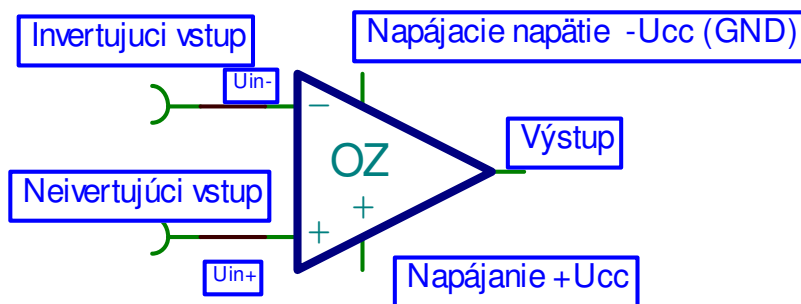 Invertujuci vstup
Napájacie napätie -Ucc (GND)
Uin-
−
OZ
Výstup
Neivertujúci vstup
+
+
Uin+
Napájanie +Ucc